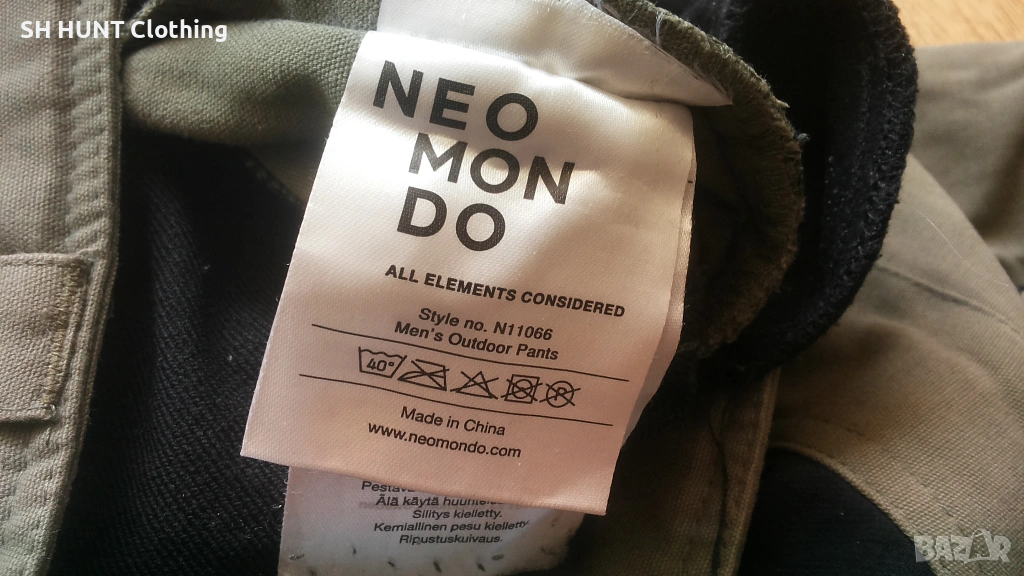 SH HUNT Clothing
NEO
MON
DO
ALL ELEMENTS CONSIDERED
Style no. N11066
Men's Outdoor Pants
40°
P
Made in China
www.neomondo.com
Älä käytä
Silitys kielletty.
Kemiallinen pesu kielletty.
Ripustuskuivaus.
BAZAR